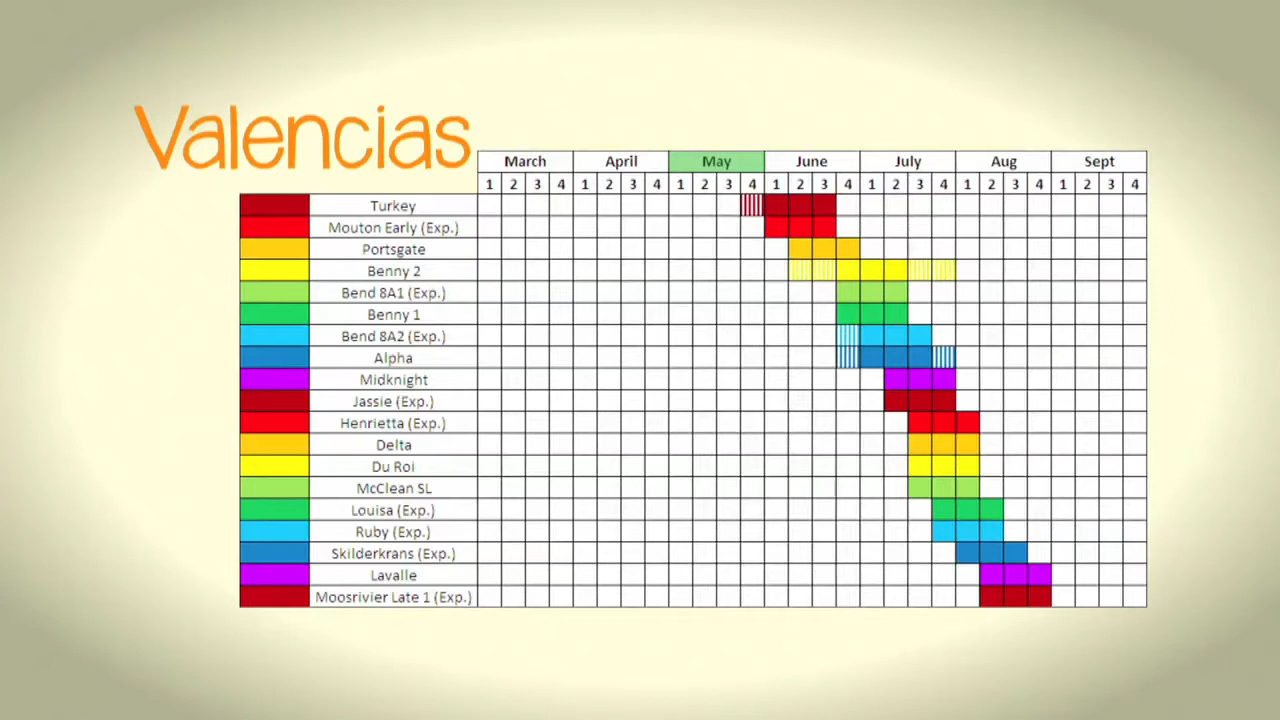 Valencias
March April May June July Aug Sept
1 2 3 4 1 2 3 4 1 2 3 4 1 2 3 4 1 2 3 4 1 2 3 4 1 2 3 4
Turkey
Mouton Early (Exp.)
Portsgate
Benny 2
Bend 8A1 (Exp.)
Benny 1
Bend 8A2 (Exp.)
Alpha
Midknight
Jassie (Exp.)
Henrietta (Exp.)
Delta
Du Roi
McClean SL
Louisa (Exp.)
Ruby (Exp.)
Skilderkrans (Exp.)
Lavalle
Moosrivier Late 1 (Exp.)